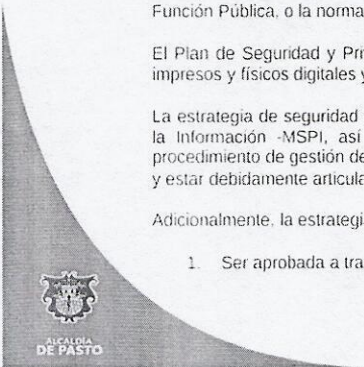 Función Pública, o la norma
El Plan de Seguridad y Pri
impresos y físicos digitales y
La estrategia de seguridad
la Información -MSPI, así
procedimiento de gestión de
y estar debidamente articula
Adicionalmente, la estrategi
1. Ser aprobada a tra
ALCALDÍA
DE PASTO